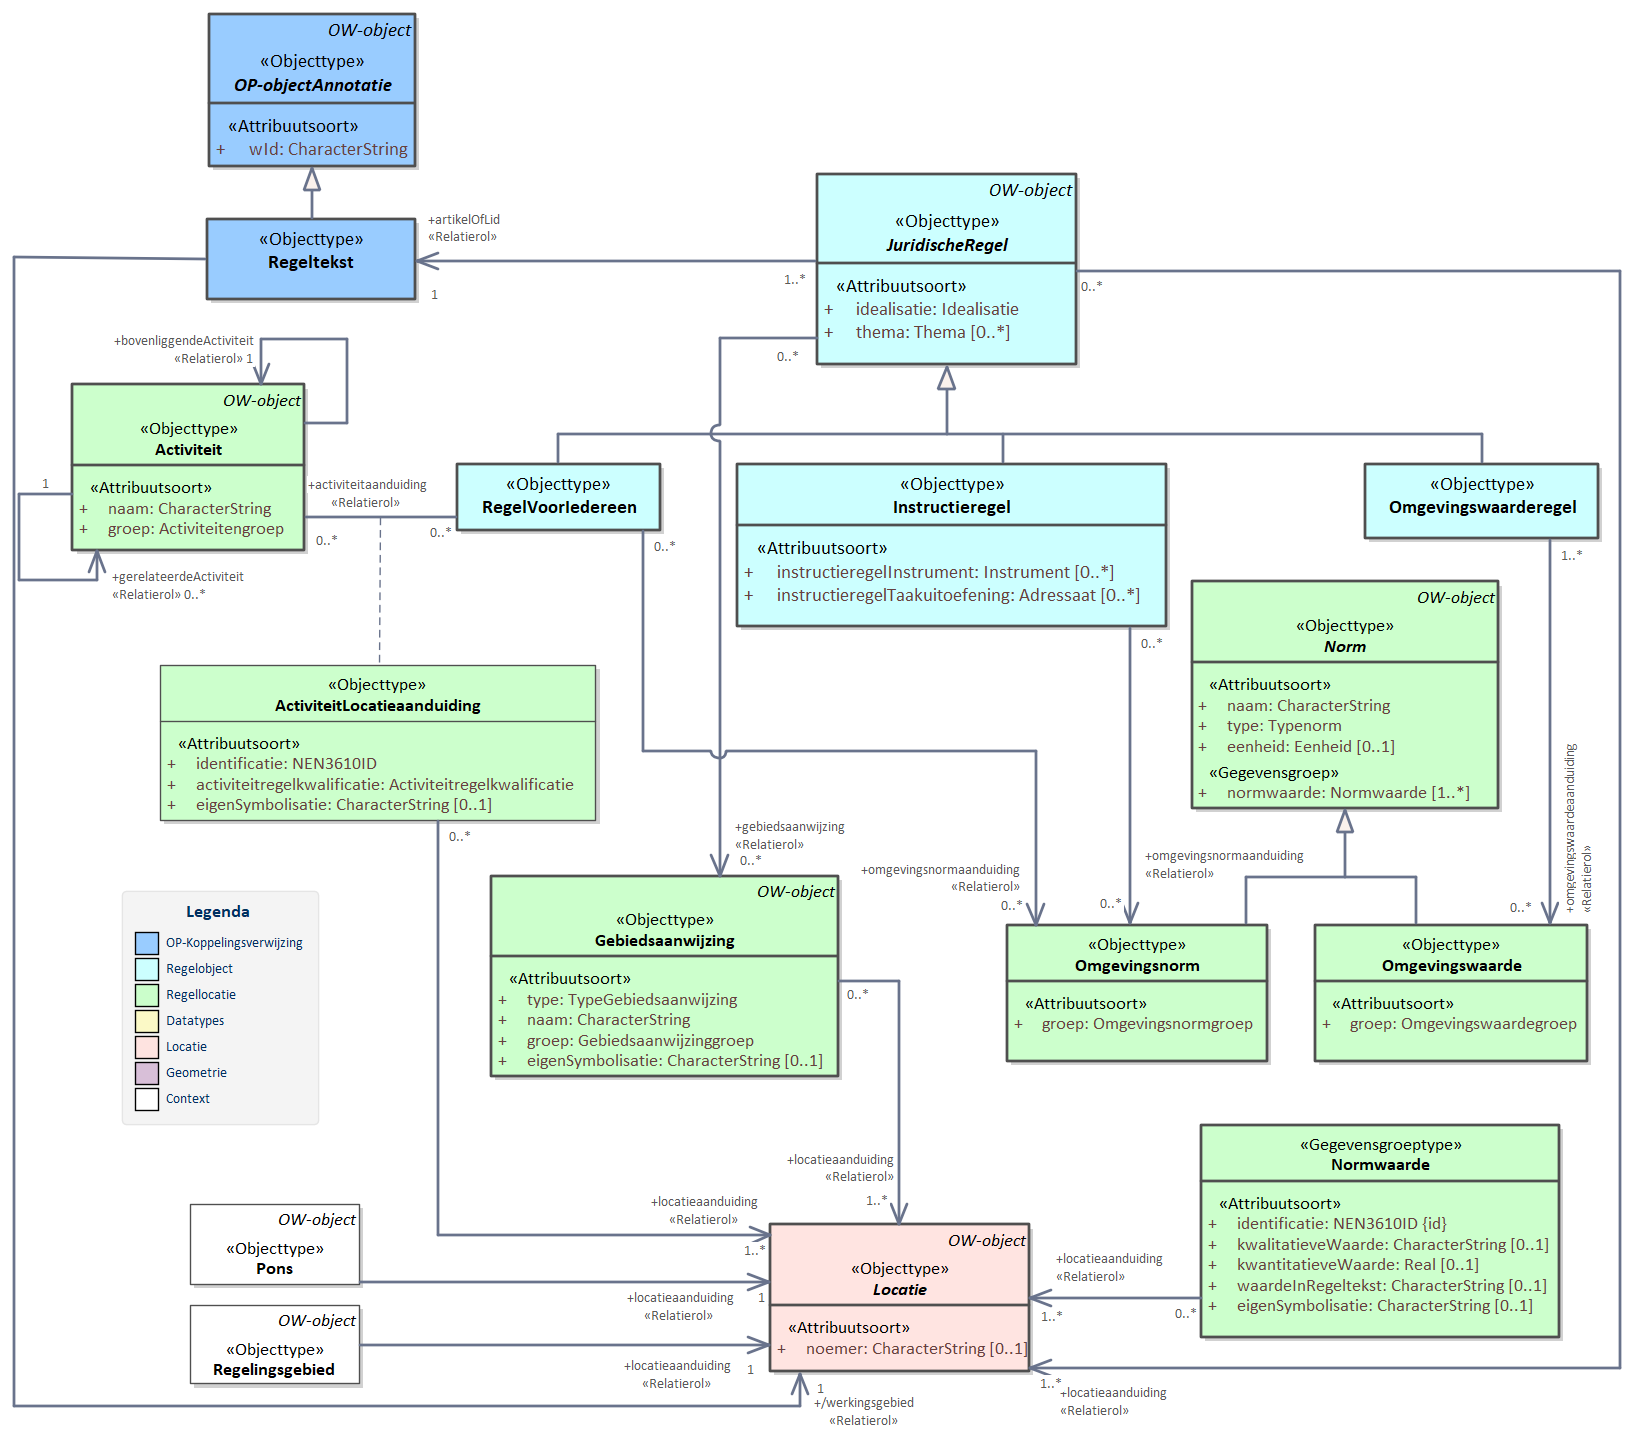 OW-object
«Objecttype»
OP-objectAnnotatie
«Attribuutsoort»
+ wId: CharacterString
«Objecttype»
Regeltekst
+artikelOfLid
«Relatierol»
1
1..*
OW-object
«Objecttype»
JuridischeRegel
«Attribuutsoort»
+ idealisatie: Idealisatie
+ thema: Thema [0..*]
0..*
0..*
+bovenliggendeActiviteit
«Relatierol» 1
OW-object
«Objecttype»
Activiteit
«Attribuutsoort»
+ naam: CharacterString
+ groep: Activiteitengroep
1
+gerelateerdeActiviteit
«Relatierol» 0..*
+activiteitaanduiding
«Relatierol»
0..*
0..*
«Objecttype»
RegelVoorIedereen
0..*
«Objecttype»
Instructieregel
«Attribuutsoort»
+ instructieregelInstrument: Instrument [0..*]
+ instructieregelTaakuitoefening: Adressaat [0..*]
0..*
«Objecttype»
Omgevingswaarderegel
1..*
OW-object
«Objecttype»
Norm
«Attribuutsoort»
+ naam: CharacterString
+ type: Typenorm
+ eenheid: Eenheid [0..1]
«Gegevensgroep»
+ normwaarde: Normwaarde [1..*]
«Objecttype»
ActiviteitLocatieaanduiding
«Attribuutsoort»
+ identificatie: NEN3610ID
+ activiteitregelkwalificatie: Activiteitregelkwalificatie
+ eigenSymbolisatie: CharacterString [0..1]
0..*
+gebiedsaanwijzing
«Relatierol»
0..*
+omgevingsnormaanduiding
«Relatierol»
0..*
+omgevingsnormaanduiding
«Relatierol»
0..*
+omgevingswaardeaanduiding
«Relatierol»
0..*
OW-object
«Objecttype»
Gebiedsaanwijzing
«Attribuutsoort»
+ type: TypeGebiedsaanwijzing
+ naam: CharacterString
+ groep: Gebiedsaanwijzinggroep
+ eigenSymbolisatie: CharacterString [0..1]
0..*
«Objecttype»
Omgevingsnorm
«Attribuutsoort»
+ groep: Omgevingsnormgroep
«Objecttype»
Omgevingswaarde
«Attribuutsoort»
+ groep: Omgevingswaardegroep
Legenda
OP-Koppelingsverwijzing
Regelobject
Regellocatie
Datatypes
Locatie
Geometrie
Context
+locatieaanduiding
«Relatierol»
1..*
«Gegevensgroeptype»
Normwaarde
«Attribuutsoort»
+ identificatie: NEN3610ID {id}
+ kwalitatieveWaarde: CharacterString [0..1]
+ kwantitatieveWaarde: Real [0..1]
+ waardeInRegeltekst: CharacterString [0..1]
+ eigenSymbolisatie: CharacterString [0..1]
+locatieaanduiding
«Relatierol»
1..*
OW-object
«Objecttype»
Pons
+locatieaanduiding
«Relatierol»
1
OW-object
«Objecttype»
Regelingsgebied
+locatieaanduiding
«Relatierol»
1
OW-object
«Objecttype»
Locatie
«Attribuutsoort»
+ noemer: CharacterString [0..1]
+locatieaanduiding
«Relatierol»
1..*
0..*
1..*
+locatieaanduiding
«Relatierol»
1
+/werkingsgebied
«Relatierol»